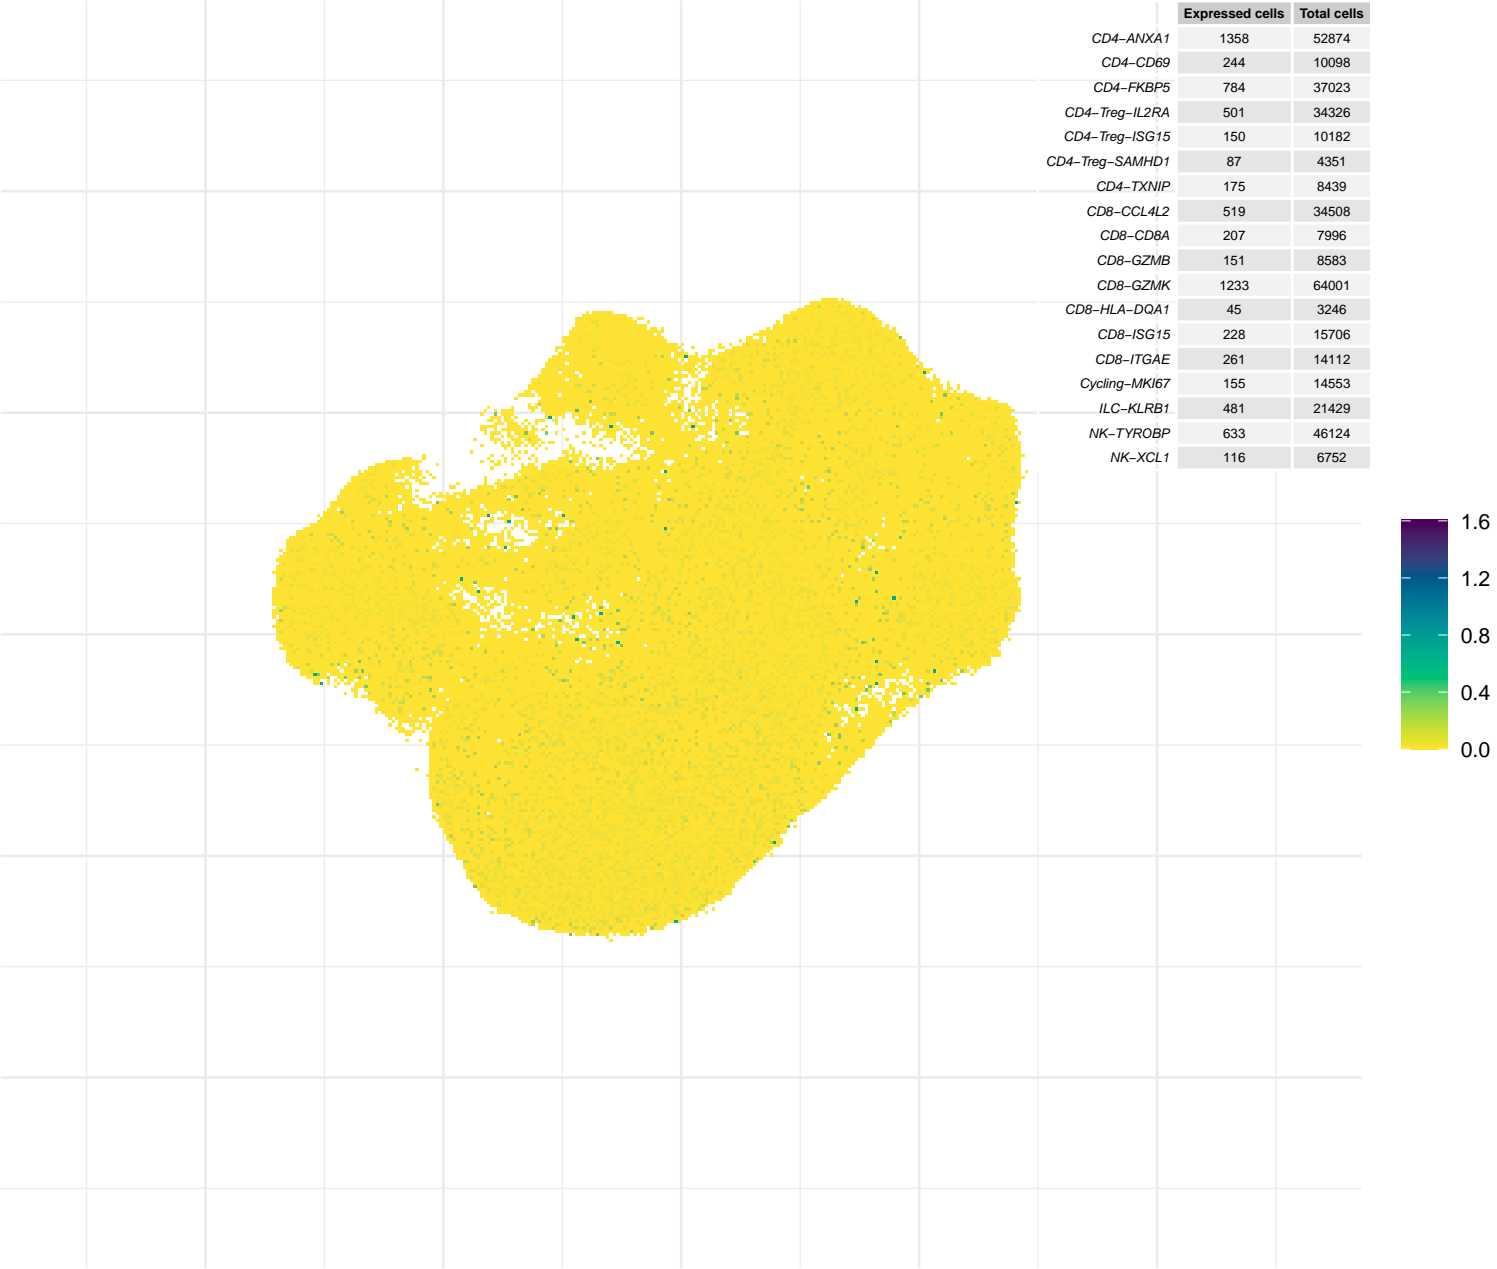 Expressed cells Total cells
CD4−ANXA1 1358 52874
CD4−CD69 244 10098
CD4−FKBP5 784 37023
CD4−Treg−IL2RA 501 34326
CD4−Treg−ISG15 150 10182
CD4−Treg−SAMHD1 87 4351
CD4−TXNIP 175 8439
CD8−CCL4L2 519 34508
CD8−CD8A 207 7996
CD8−GZMB 151 8583
CD8−GZMK 1233 64001
CD8−HLA−DQA1 45 3246
CD8−ISG15 228 15706
CD8−ITGAE 261 14112
Cycling−MKI67 155 14553
ILC−KLRB1 481 21429
NK−TYROBP 633 46124
NK−XCL1 116 6752
1.6
1.2
0.8
0.4
0.0